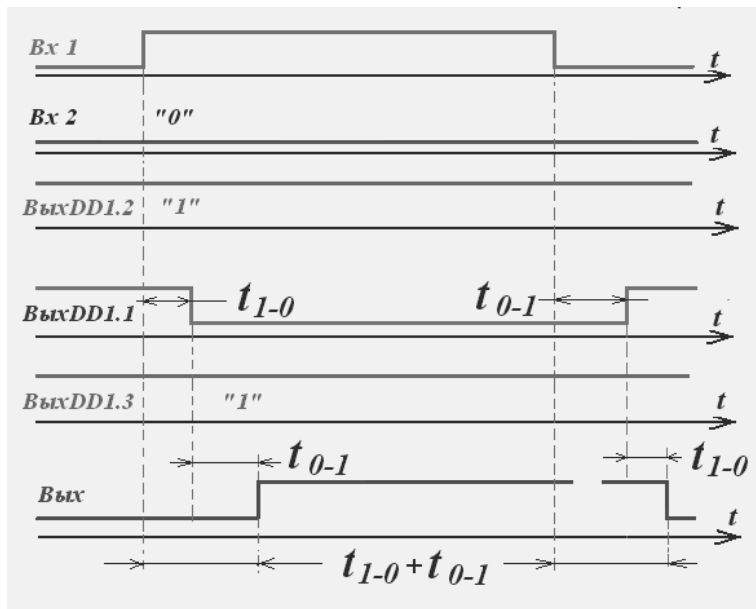 Вх 1
t
Вх 2 "0" t
ВыхDD1.2 "1" t
ВыхDD1.1 t1-0 t0-1 t
ВыхDD1.3 "1" t
t0-1 t1-0
Вых t
t1-0 + t0-1